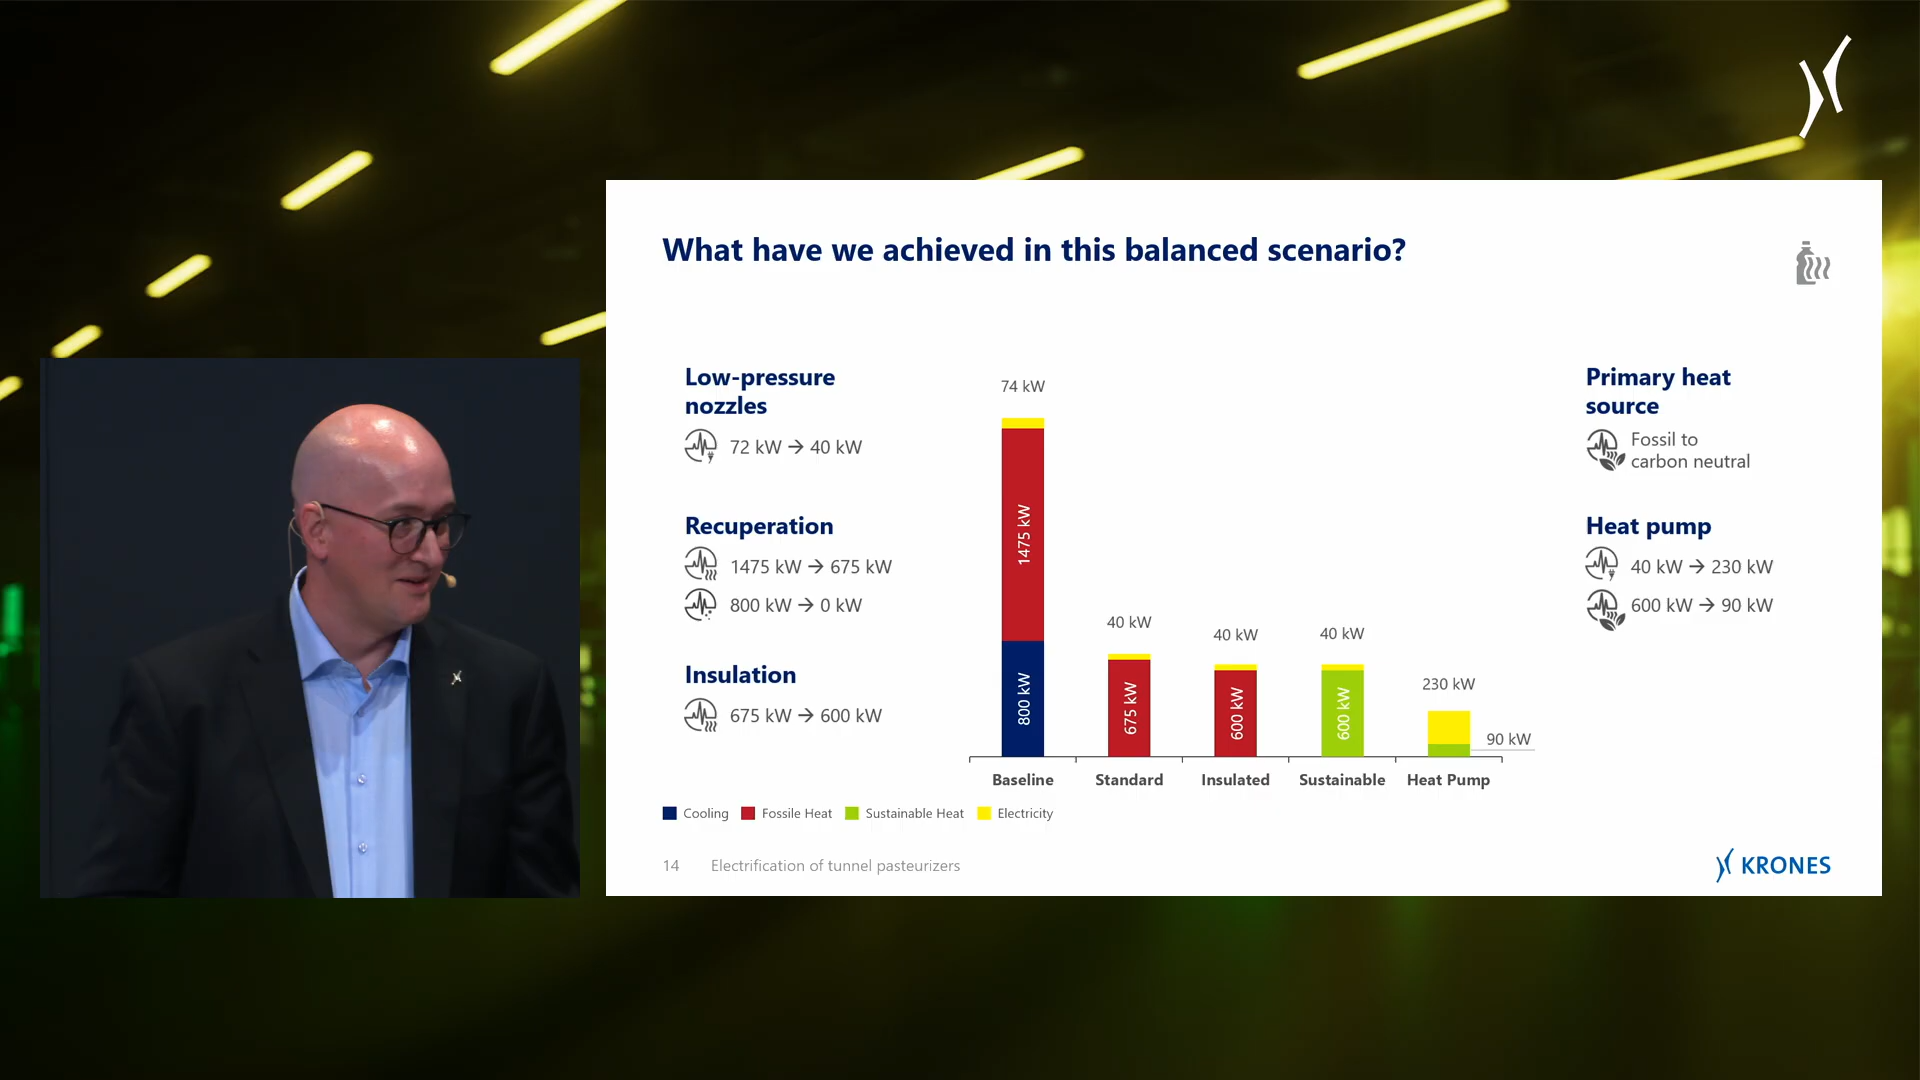 What have we achieved in this balanced scenario?
Low-pressure
nozzles
72 kW → 40 kW
Recuperation
1475 kW → 675 kW
800 kW → 0 kW
Insulation
675 kW → 600 kW
74 kW
1475 kW
800 kW
40 kW
675 kW
40 kW
600 kW
40 kW
600 kW
230 kW
90 kW
Baseline
Standard
Insulated
Sustainable
Heat Pump
Cooling
Fossile Heat
Sustainable Heat
Electricity
Primary heat
source
Fossil to
carbon neutral
Heat pump
40 kW → 230 kW
600 kW → 90 kW
14 Electrification of tunnel pasteurizers
KRONES